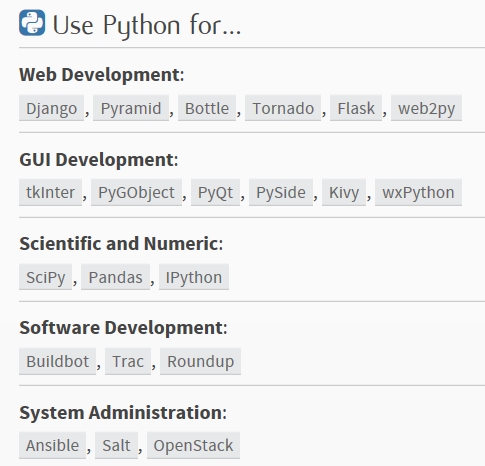 Use Python for...
Web Development:
Django , Pyramid , Bottle , Tornado , Flask , web2py
GUI Development:
tkInter , PyGObject , PyQt , PySide , Kivy , wxPython
Scientific and Numeric:
SciPy , Pandas , IPython
Software Development:
Buildbot , Trac , Roundup
System Administration:
Ansible , Salt , OpenStack